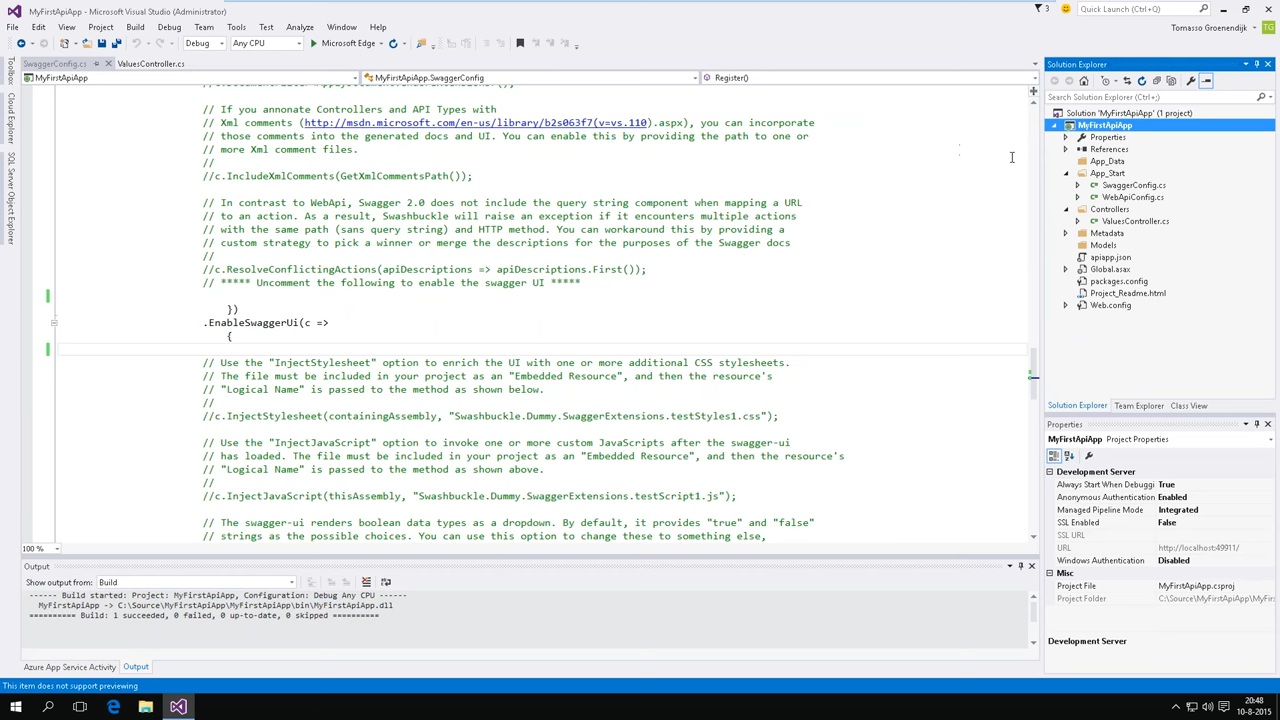 MyFirstApiApp - Microsoft Visual Studio (Administrator)
3
Quick Launch (Ctrl+Q)
File Edit View Project Build Debug Team Tools Test Analyze Window Help
Tomasso Groenendijk
TG
Debug Any CPU Microsoft Edge
SwaggerConfig.cs ValuesController.cs
MyFirstApiApp MyFirstApiApp.SwaggerConfig Register()
Toolbox
Cloud Explorer
SQL Server Object Explorer
// If you annonate Controllers and API Types with
// Xml comments (http://msdn.microsoft.com/en-us/library/b2s063f7(v=vs.110).aspx), you can incorporate
// those comments into the generated docs and UI. You can enable this by providing the path to one or
// more Xml comment files.
//
//c.IncludeXmlComments(GetXmlCommentsPath());
// In contrast to WebApi, Swagger 2.0 does not include the query string component when mapping a URL
// to an action. As a result, Swashbuckle will raise an exception if it encounters multiple actions
// with the same path (sans query string) and HTTP method. You can workaround this by providing a
// custom strategy to pick a winner or merge the descriptions for the purposes of the Swagger docs
//
//c.ResolveConflictingActions(apiDescriptions => apiDescriptions.First());
// ***** Uncomment the following to enable the swagger UI *****
})
.EnableSwaggerUi(c =>
{
// Use the "InjectStylesheet" option to enrich the UI with one or more additional CSS stylesheets.
// The file must be included in your project as an "Embedded Resource", and then the resource's
// "Logical Name" is passed to the method as shown below.
//
//c.InjectStylesheet(containingAssembly, "Swashbuckle.Dummy.SwaggerExtensions.testStyles1.css");
// Use the "InjectJavaScript" option to invoke one or more custom JavaScripts after the swagger-ui
// has loaded. The file must be included in your project as an "Embedded Resource", and then the resource's
// "Logical Name" is passed to the method as shown above.
//
//c.InjectJavaScript(thisAssembly, "Swashbuckle.Dummy.SwaggerExtensions.testScript1.js");
// The swagger-ui renders boolean data types as a dropdown. By default, it provides "true" and "false"
// strings as the possible choices. You can use this option to change these to something else,
100 %
Output
Show output from: Build
------ Build started: Project: MyFirstApiApp, Configuration: Debug Any CPU ------
MyFirstApiApp -> C:\Source\MyFirstApiApp\MyFirstApiApp\bin\MyFirstApiApp.dll
========== Build: 1 succeeded, 0 failed, 0 up-to-date, 0 skipped ==========
Azure App Service Activity Output
Solution Explorer
Search Solution Explorer (Ctrl+;)
Solution 'MyFirstApiApp' (1 project)
MyFirstApiApp
Properties
References
App_Data
App_Start
SwaggerConfig.cs
WebApiConfig.cs
Controllers
ValuesController.cs
Metadata
Models
apiapp.json
Global.asax
packages.config
Project_Readme.html
Web.config
Solution Explorer Team Explorer Class View
Properties
MyFirstApiApp Project Properties
Development Server
Always Start When Debuggi True
Anonymous Authentication Enabled
Managed Pipeline Mode Integrated
SSL Enabled False
SSL URL
URL http://localhost:49911/
Windows Authentication Disabled
Misc
Project File MyFirstApiApp.csproj
Project Folder C:\Source\MyFirstApiApp\MyFirs
Development Server
This item does not support previewing
20:48
10-8-2015